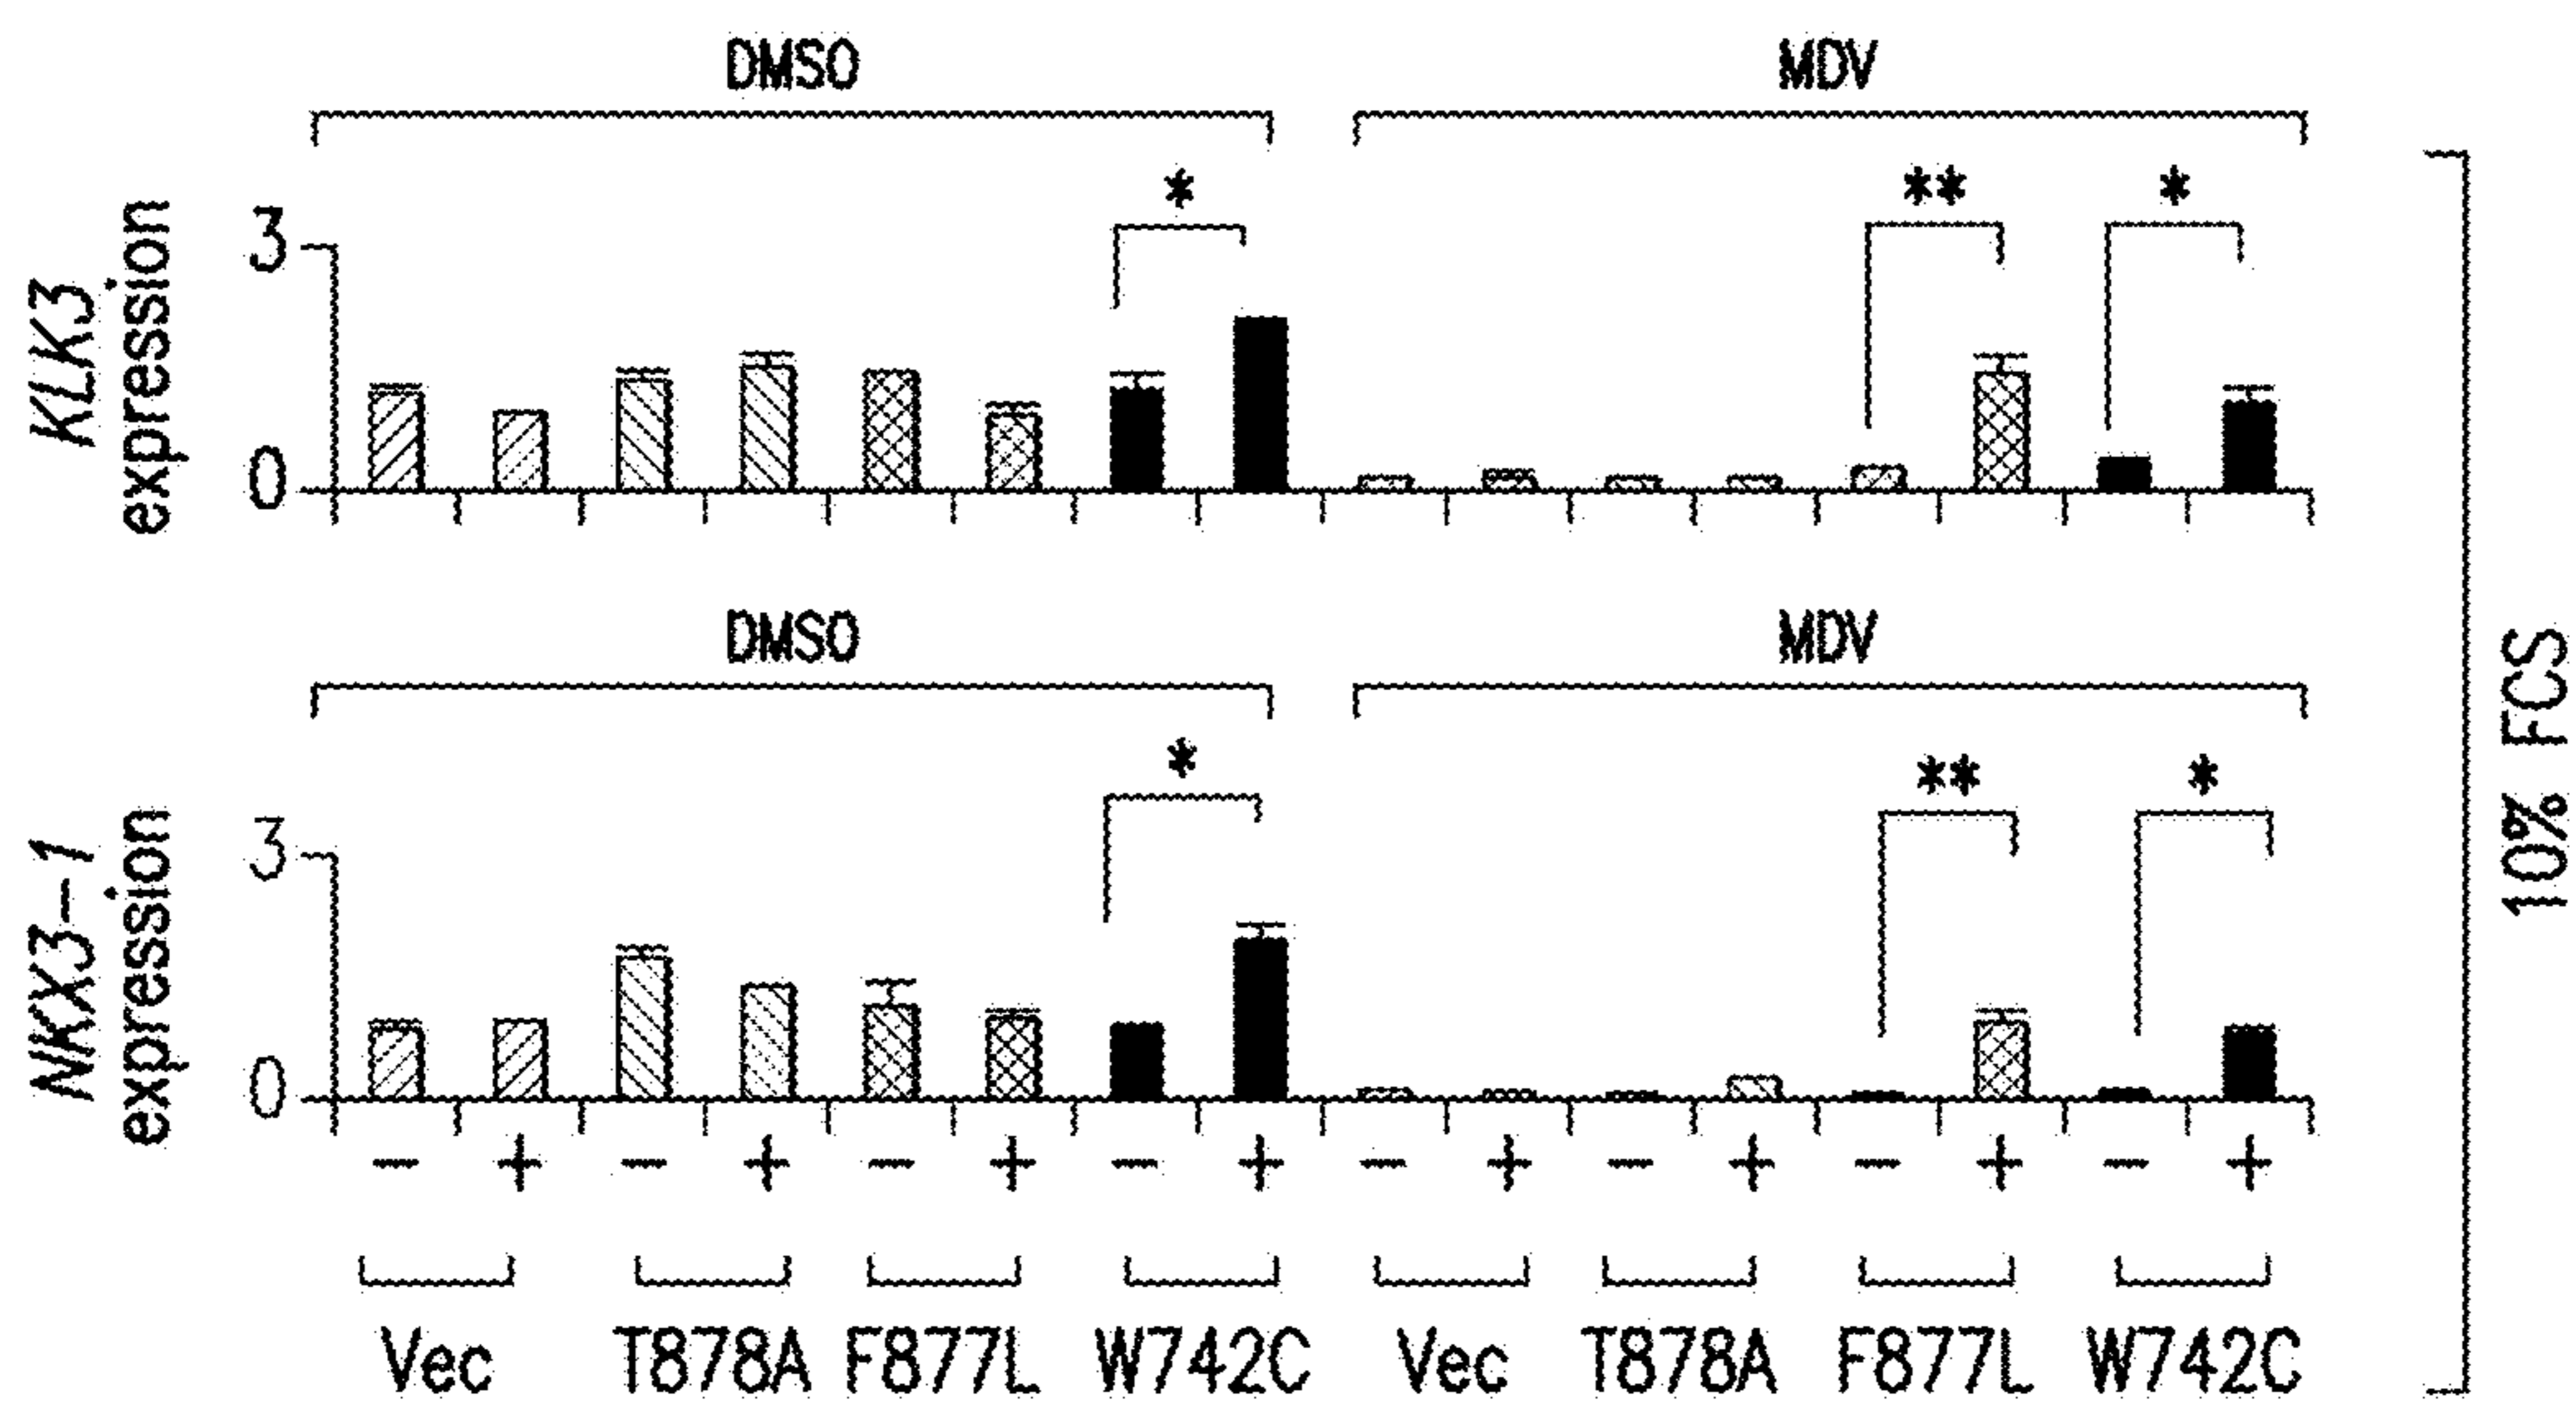 DMSO MDV
KLK3
expression
3
0
* ** *
DMSO MDV
NKX3-1
expression
3
0
* ** *
− + − + − + − + − + − + − + − +
Vec T878A F877L W742C Vec T878A F877L W742C
10% FCS